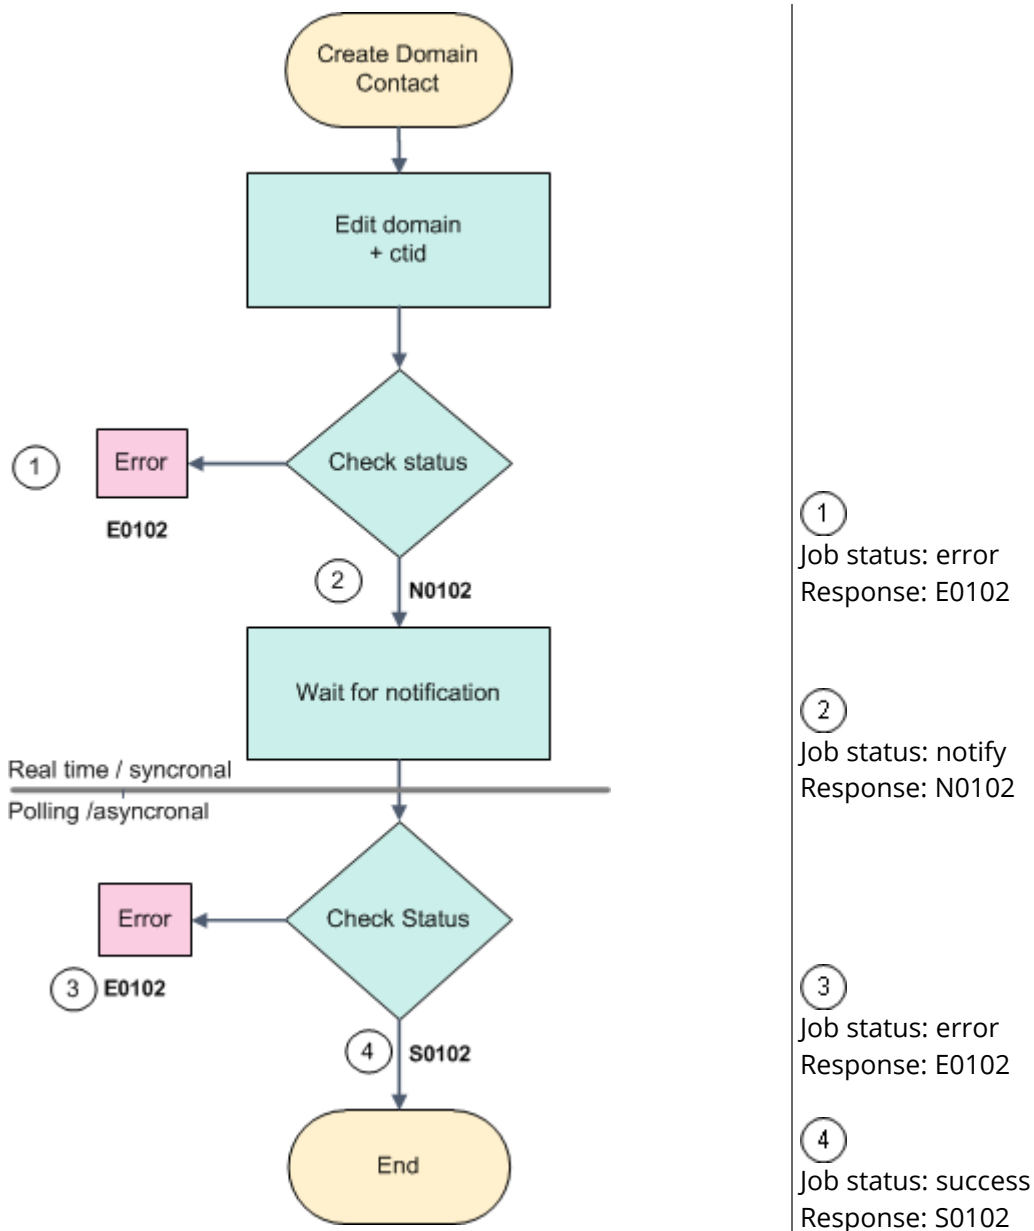 Create Domain
Contact
Edit domain
+ ctid
Check status
Error
1
E0102
2
N0102
Wait for notification
Real time / syncronal
Polling /asyncronal
Check Status
Error
3
E0102
4
S0102
End
1
Job status: error
Response: E0102
2
Job status: notify
Response: N0102
3
Job status: error
Response: E0102
4
Job status: success
Response: S0102